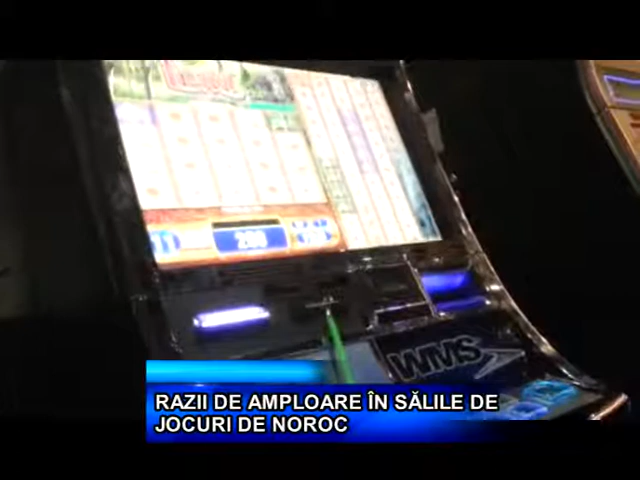 200
WMS
RAZII DE AMPLOARE ÎN SĂLILE DE
JOCURI DE NOROC